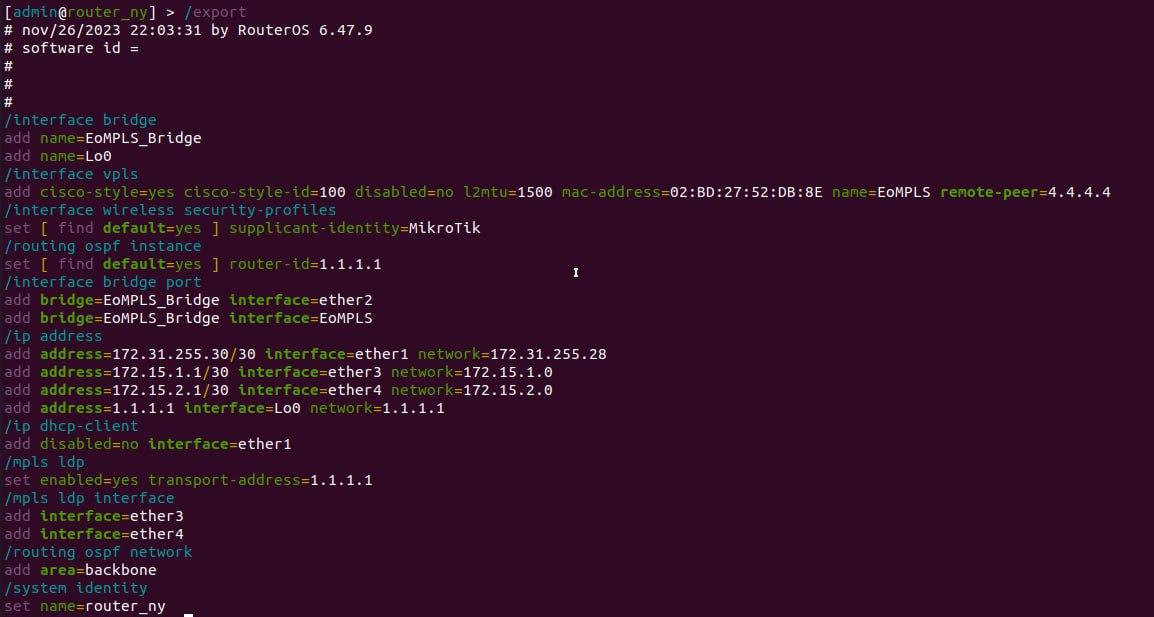 [admin@router_ny] > /export
# nov/26/2023 22:03:31 by RouterOS 6.47.9
# software id =
#
#
#
/interface bridge
add name=EoMPLS_Bridge
add name=Lo0
/interface vpls
add cisco-style=yes cisco-style-id=100 disabled=no l2mtu=1500 mac-address=02:BD:27:52:DB:8E name=EoMPLS remote-peer=4.4.4.4
/interface wireless security-profiles
set [ find default=yes ] supplicant-identity=MikroTik
/routing ospf instance
set [ find default=yes ] router-id=1.1.1.1
/interface bridge port
add bridge=EoMPLS_Bridge interface=ether2
add bridge=EoMPLS_Bridge interface=EoMPLS
/ip address
add address=172.31.255.30/30 interface=ether1 network=172.31.255.28
add address=172.15.1.1/30 interface=ether3 network=172.15.1.0
add address=172.15.2.1/30 interface=ether4 network=172.15.2.0
add address=1.1.1.1 interface=Lo0 network=1.1.1.1
/ip dhcp-client
add disabled=no interface=ether1
/mpls ldp
set enabled=yes transport-address=1.1.1.1
/mpls ldp interface
add interface=ether3
add interface=ether4
/routing ospf network
add area=backbone
/system identity
set name=router_ny